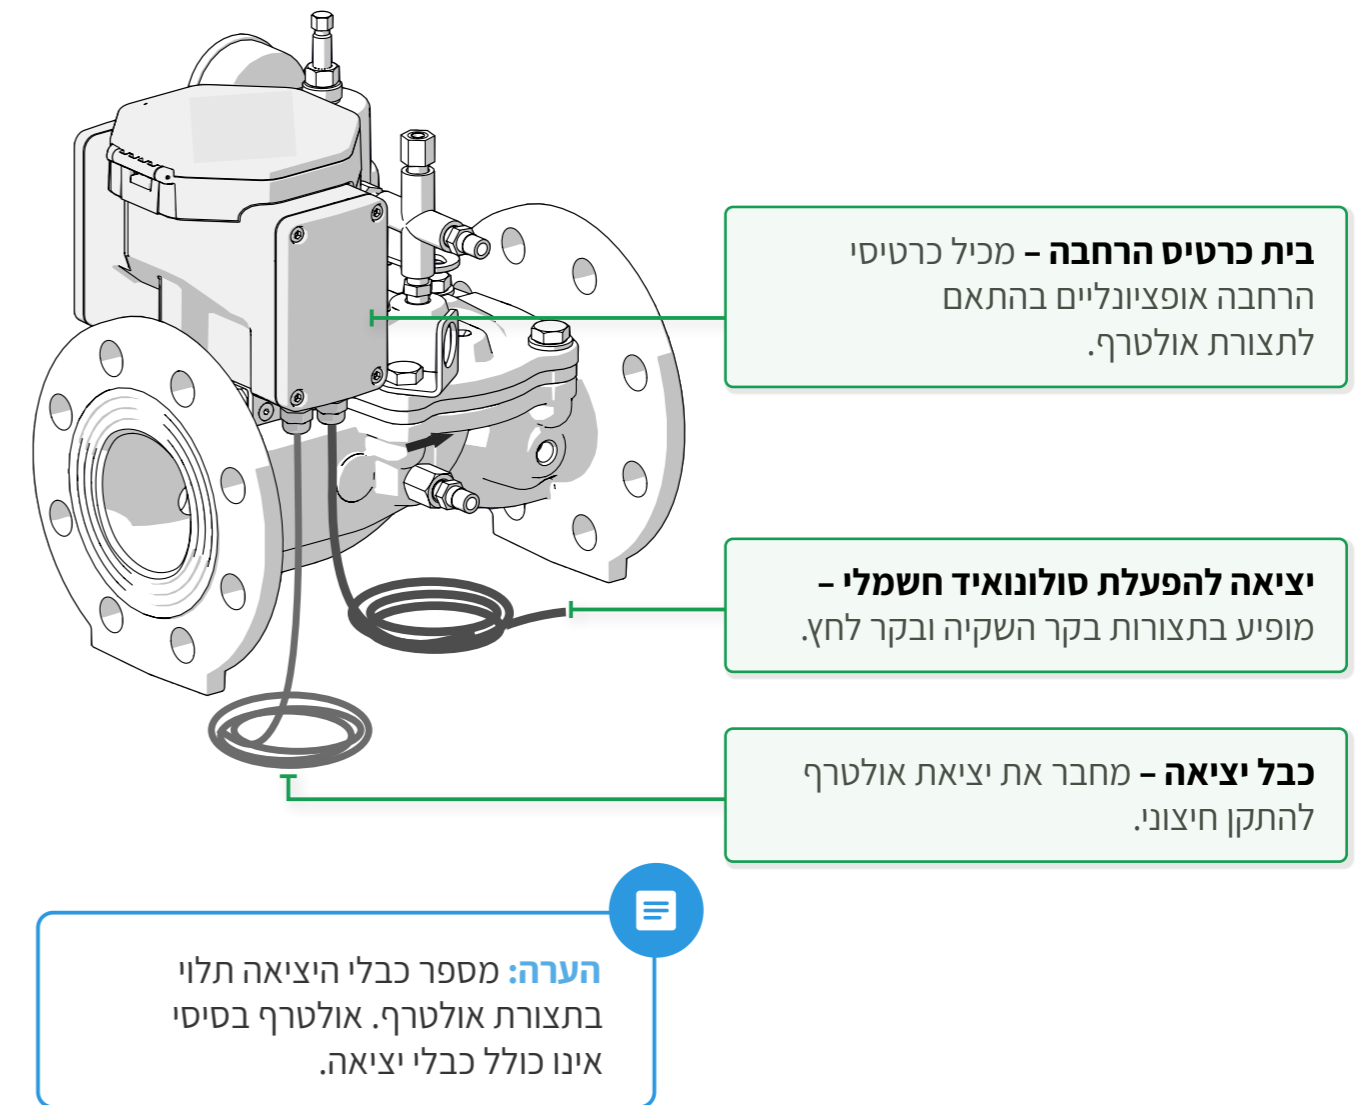 בית כרטיס הרחבה – מכיל כרטיסי
הרחבה אופציונליים בהתאם
לתצורת אולטרף.
יציאה להפעלת סולונואיד חשמלי –
מופיע בתצורות בקר השקיה ובקר לחץ.
כבל יציאה – מחבר את יציאת אולטרף
להתקן חיצוני.
הערה: מספר כבלי היציאה תלוי
בתצורת אולטרף. אולטרף בסיסי
אינו כולל כבלי יציאה.